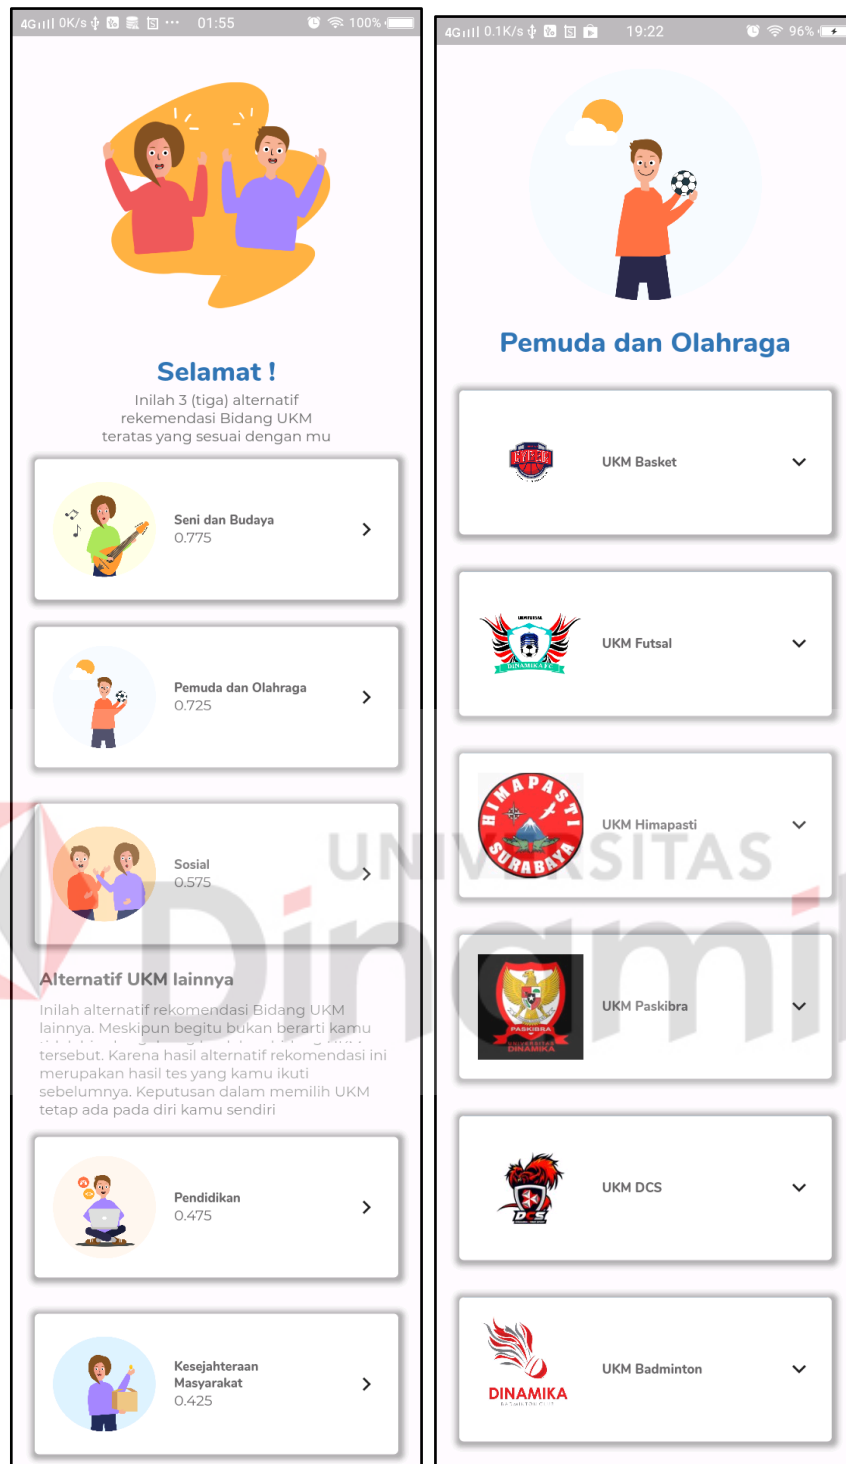 4G 0K/s 01:55 100%
Selamat !
Inilah 3 (tiga) alternatif
rekemendasi Bidang UKM
teratas yang sesuai dengan mu
Seni dan Budaya
0.775
Pemuda dan Olahraga
0.725
Sosial
0.575
Alternatif UKM lainnya
Inilah alternatif rekomendasi Bidang UKM
lainnya. Meskipun begitu bukan berarti kamu
tersebut. Karena hasil alternatif rekomendasi ini
merupakan hasil tes yang kamu ikuti
sebelumnya. Keputusan dalam memilih UKM
tetap ada pada diri kamu sendiri
Pendidikan
0.475
Kesejahteraan
Masyarakat
0.425
4G 0.1K/s 19:22 96%
Pemuda dan Olahraga
UKM Basket
UKM FUTSAL
DINAMIKA FC
UKM Futsal
HIMAPASTI
SURABAYA
UKM Himapasti
PASKIBRA
UNIVERSITAS
DINAMIKA
UKM Paskibra
DCS
UKM DCS
DINAMIKA
UKM Badminton
UNIVERSITAS
Dinamik